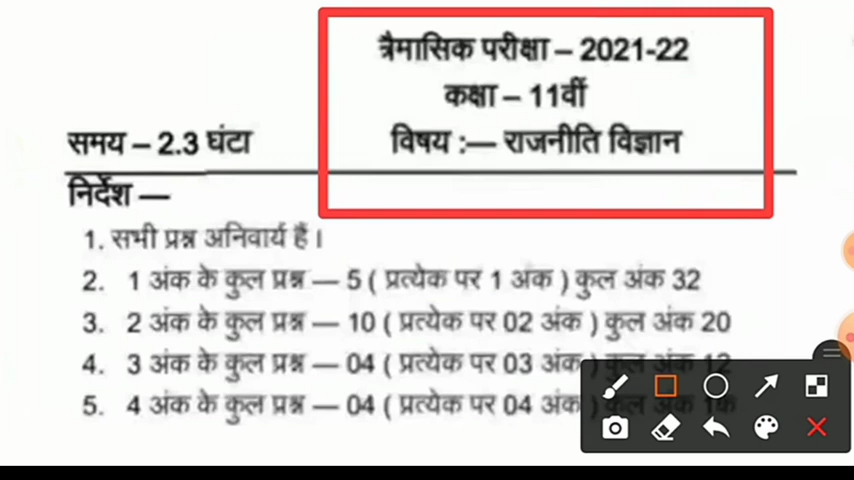 त्रैमासिक परीक्षा – 2021-22
कक्षा – 11वीं
समय – 2.3 घंटा
विषय :— राजनीति विज्ञान
निर्देश —
1. सभी प्रश्न अनिवार्य हैं।
2. 1 अंक के कुल प्रश्न — 5 ( प्रत्येक पर 1 अंक ) कुल अंक 32
3. 2 अंक के कुल प्रश्न — 10 ( प्रत्येक पर 02 अंक ) कुल अंक 20
4. 3 अंक के कुल प्रश्न — 04 ( प्रत्येक पर 03 अंक ) कुल अंक 12
5. 4 अंक के कुल प्रश्न — 04 ( प्रत्येक पर 04 अंक ) कुल अंक